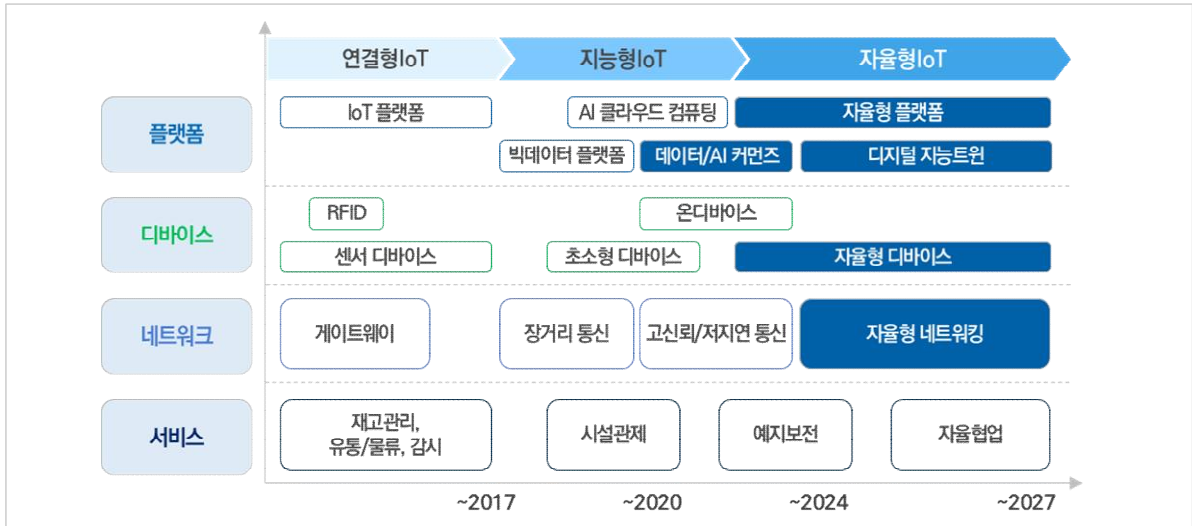 연결형IoT
지능형IoT
자율형IoT
플랫폼
IoT 플랫폼
AI 클라우드 컴퓨팅
자율형 플랫폼
빅데이터 플랫폼
데이터/AI 커먼즈
디지털 지능트윈
디바이스
RFID
온디바이스
센서 디바이스
초소형 디바이스
자율형 디바이스
네트워크
게이트웨이
장거리 통신
고신뢰/저지연 통신
자율형 네트워킹
서비스
재고관리,
유통/물류, 감시
시설관제
예지보전
자율협업
~2017
~2020
~2024
~2027